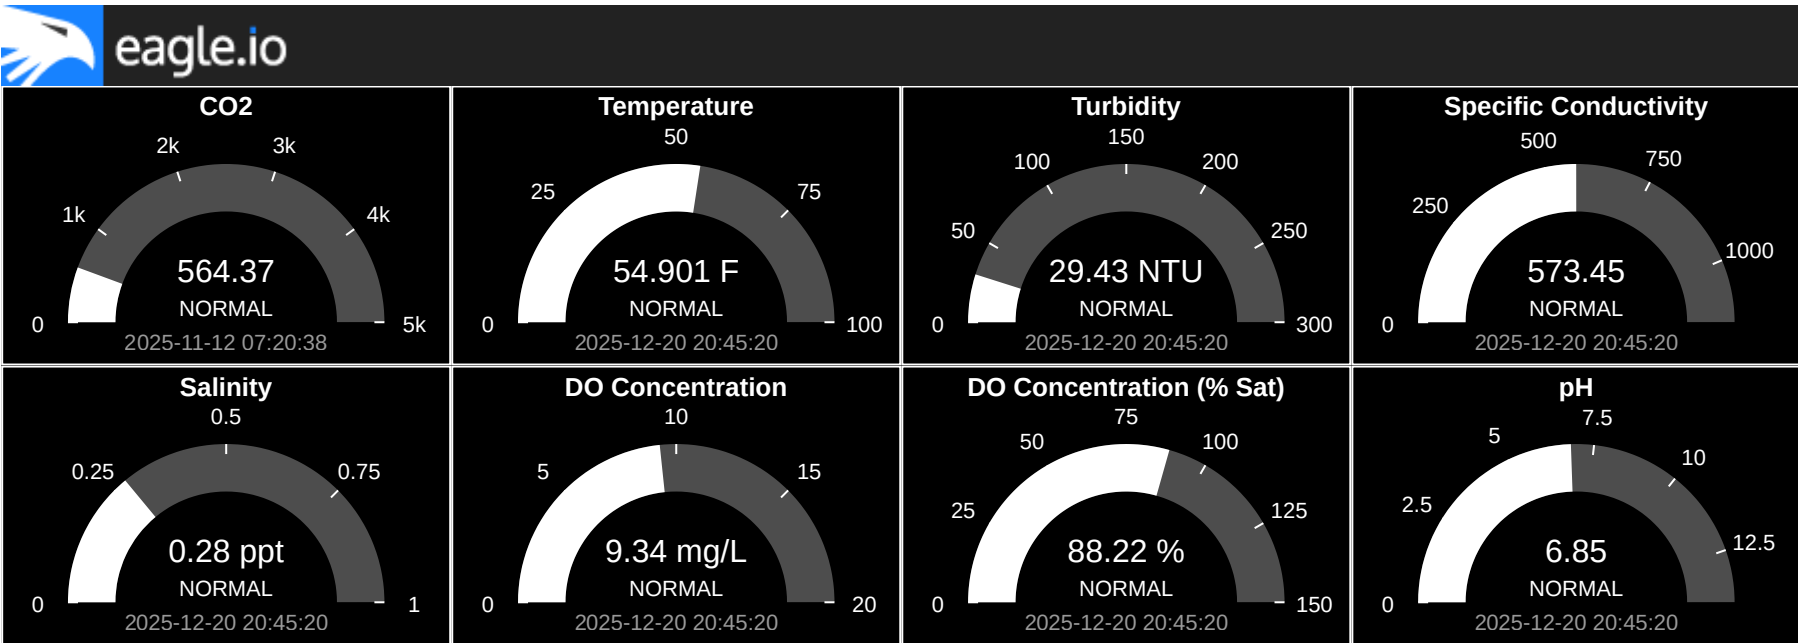 eagle.io
CO2
0
1k
2k
3k
4k
5k
564.37
NORMAL
2025-11-12 07:20:38
Temperature
0
25
50
75
100
54.901 F
NORMAL
2025-12-20 20:45:20
Turbidity
0
50
100
150
200
250
300
29.43 NTU
NORMAL
2025-12-20 20:45:20
Specific Conductivity
0
250
500
750
1000
573.45
NORMAL
2025-12-20 20:45:20
Salinity
0
0.25
0.5
0.75
1
0.28 ppt
NORMAL
2025-12-20 20:45:20
DO Concentration
0
5
10
15
20
9.34 mg/L
NORMAL
2025-12-20 20:45:20
DO Concentration (% Sat)
0
25
50
75
100
125
150
88.22 %
NORMAL
2025-12-20 20:45:20
pH
0
2.5
5
7.5
10
12.5
6.85
NORMAL
2025-12-20 20:45:20